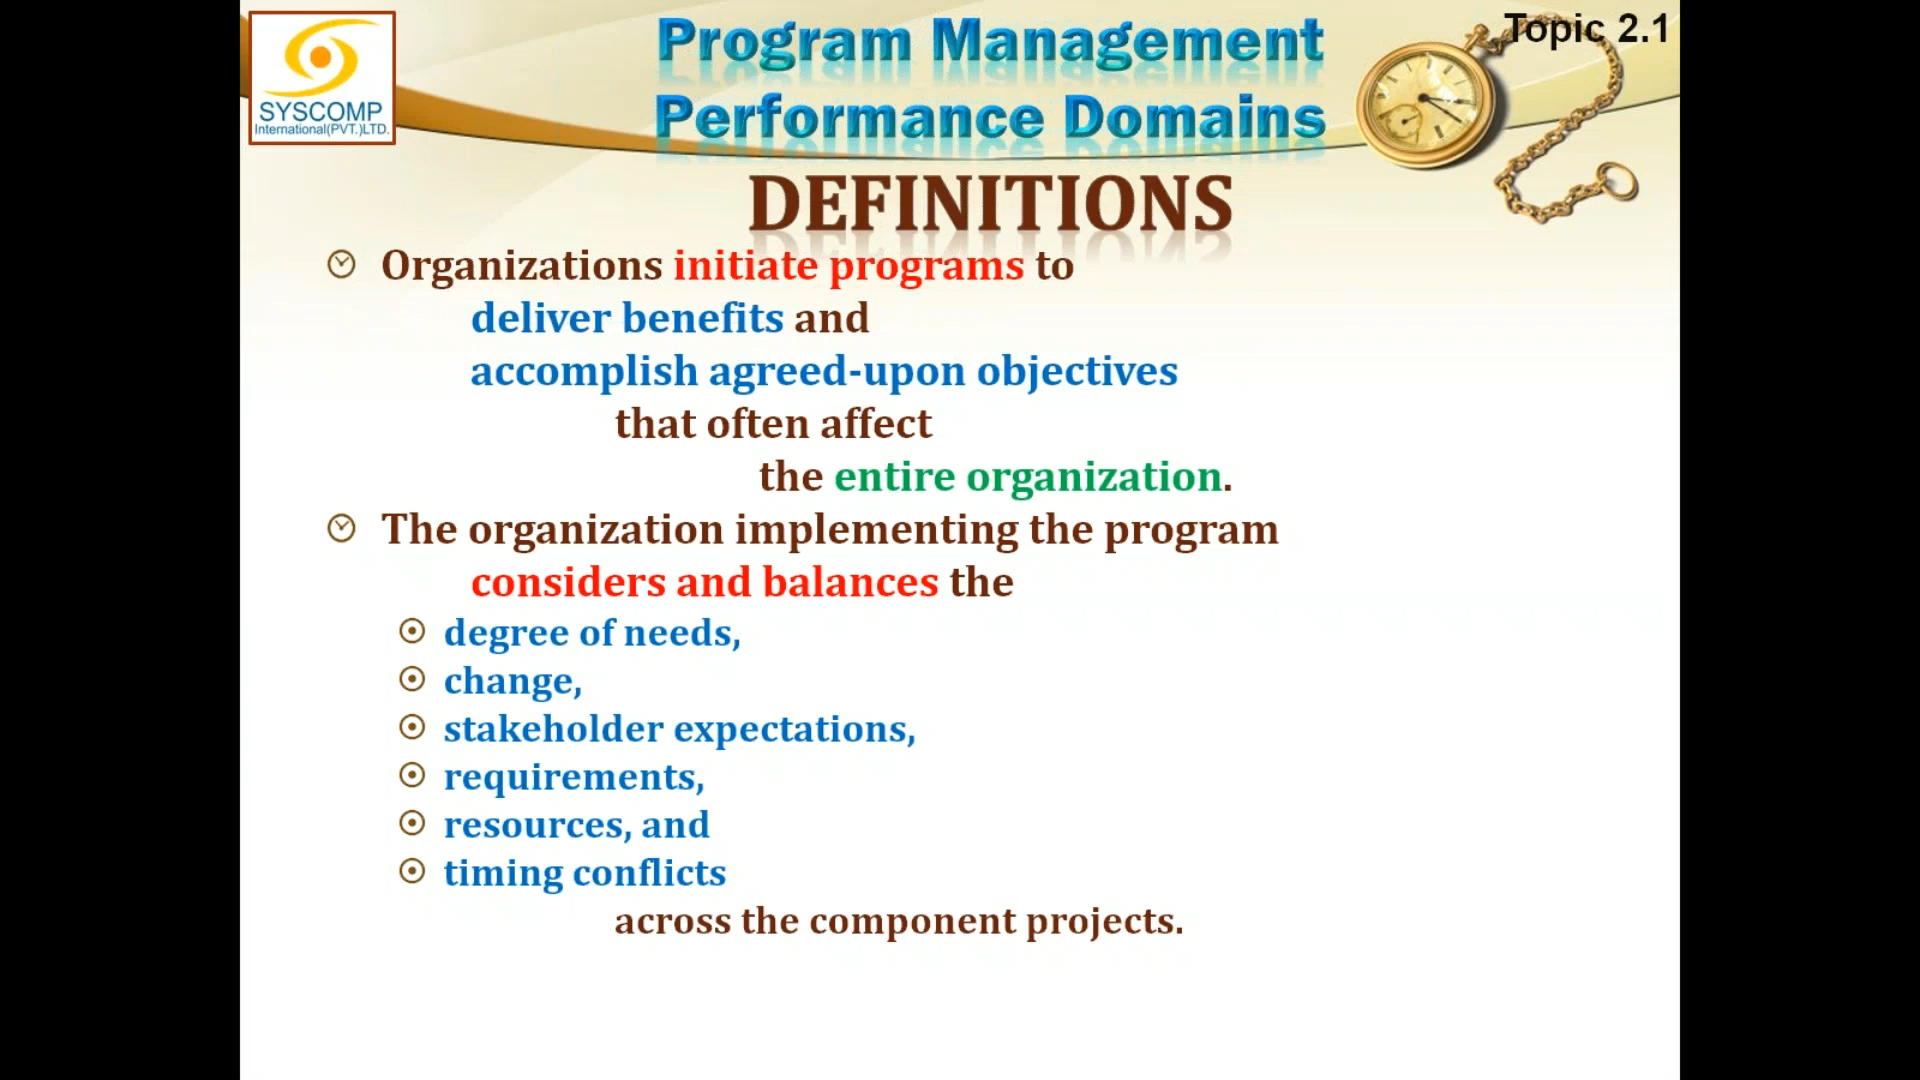 SYSCOMP
International(PVT.)LTD.
Program Management
Performance Domains
Topic 2.1
DEFINITIONS
Organizations initiate programs to
deliver benefits and
accomplish agreed-upon objectives
that often affect
the entire organization.
The organization implementing the program
considers and balances the
degree of needs,
change,
stakeholder expectations,
requirements,
resources, and
timing conflicts
across the component projects.